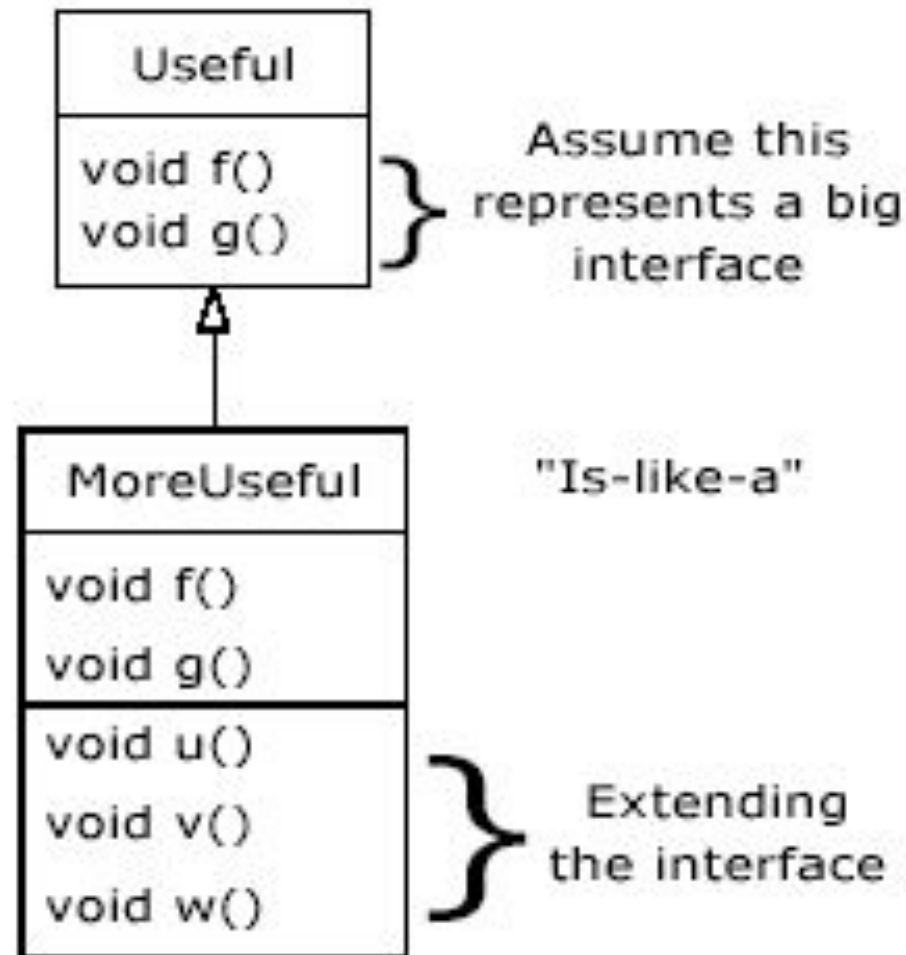 Useful
void f()
void g()
Assume this
represents a big
interface
MoreUseful
"Is-like-a"
void f()
void g()
void u()
void v()
void w()
Extending
the interface